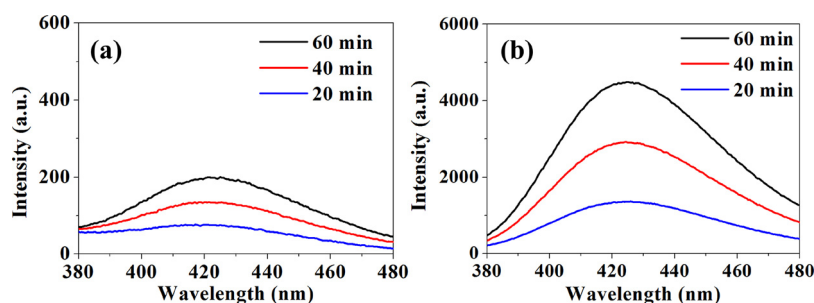 (a)
60 min
40 min
20 min
Intensity (a.u.)
600
400
200
0
380 400 420 440 460 480
Wavelength (nm)
(b)
60 min
40 min
20 min
Intensity (a.u.)
6000
4000
2000
0
380 400 420 440 460 480
Wavelength (nm)